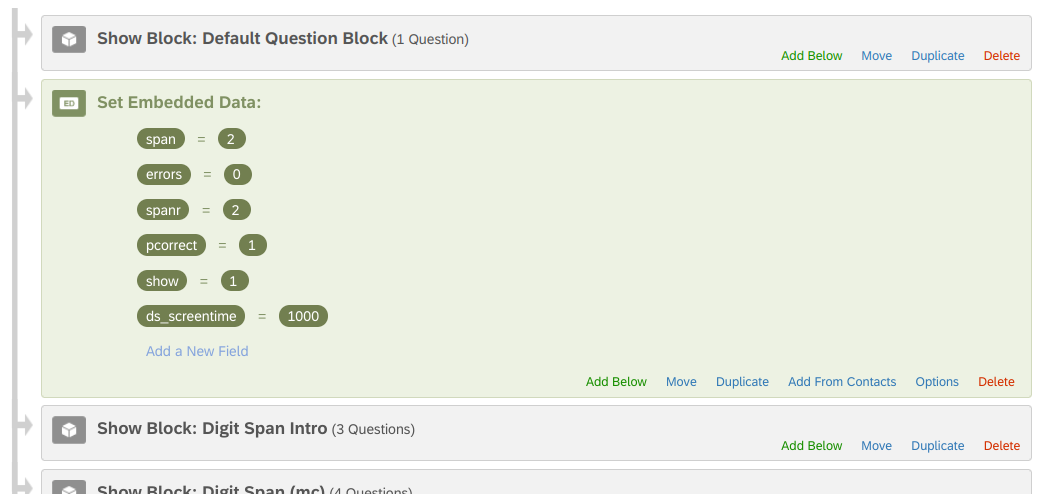 Show Block: Default Question Block (1 Question)
Add Below Move Duplicate Delete
ED Set Embedded Data:
span = 2
errors = 0
spanr = 2
pcorrect = 1
show = 1
ds_screentime = 1000
Add a New Field
Add Below Move Duplicate Add From Contacts Options Delete
Show Block: Digit Span Intro (3 Questions)
Add Below Move Duplicate Delete
Show Block: Digit Span (mc) (4 Questions)